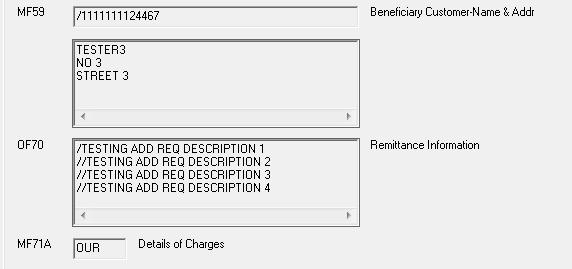 MF59 /1111111124467 Beneficiary Customer-Name & Addr
TESTER3
NO 3
STREET 3
OF70 /TESTING ADD REQ DESCRIPTION 1 Remittance Information
//TESTING ADD REQ DESCRIPTION 2
//TESTING ADD REQ DESCRIPTION 3
//TESTING ADD REQ DESCRIPTION 4
MF71A OUR Details of Charges